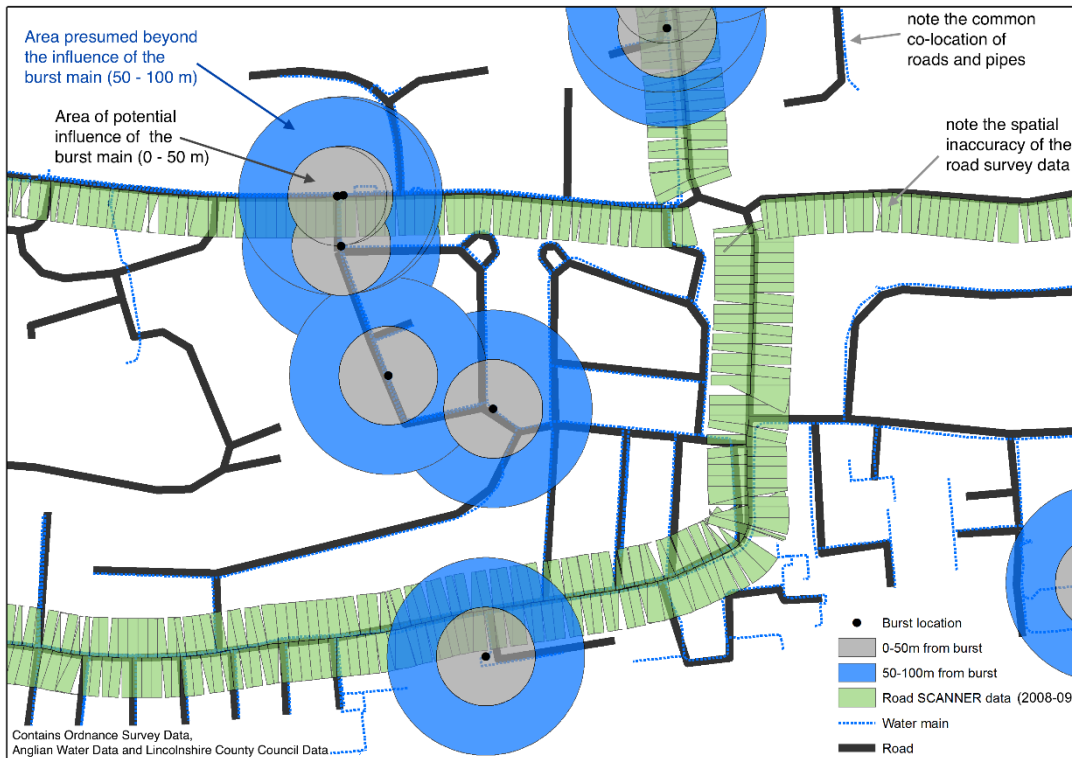 Area presumed beyond
the influence of the
burst main (50 - 100 m)
Area of potential
influence of the
burst main (0 - 50 m)
note the common
co-location of
roads and pipes
note the spatial
inaccuracy of the
road survey data
Burst location
0-50m from burst
50-100m from burst
Road SCANNER data (2008-09
Water main
Road
Contains Ordnance Survey Data,
Anglian Water Data and Lincolnshire County Council Data